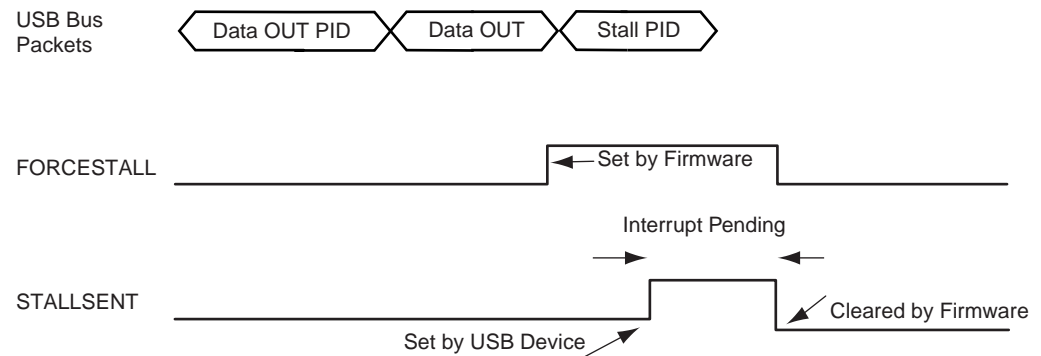 USB Bus
Packets
Data OUT PID
Data OUT
Stall PID
FORCESTALL
Set by Firmware
Interrupt Pending
STALLSENT
Cleared by Firmware
Set by USB Device